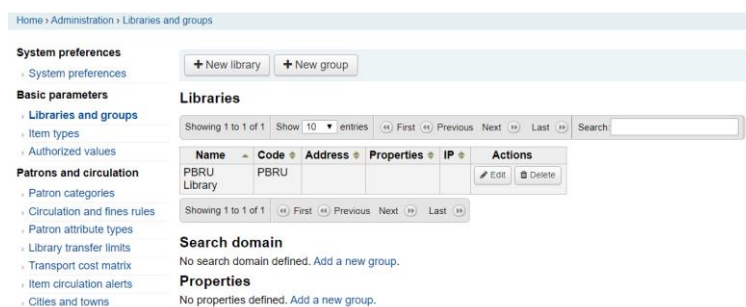 Home › Administration › Libraries and groups
System preferences
System preferences
Basic parameters
Libraries and groups
Item types
Authorized values
Patrons and circulation
Patron categories
Circulation and fines rules
Patron attribute types
Library transfer limits
Transport cost matrix
Item circulation alerts
Cities and towns
+ New library + New group
Libraries
Showing 1 to 1 of 1 Show 10 entries First Previous Next Last Search:
Name Code Address Properties IP Actions
PBRU PBRU Edit Delete
Library
Showing 1 to 1 of 1 First Previous Next Last
Search domain
No search domain defined. Add a new group.
Properties
No properties defined. Add a new group.